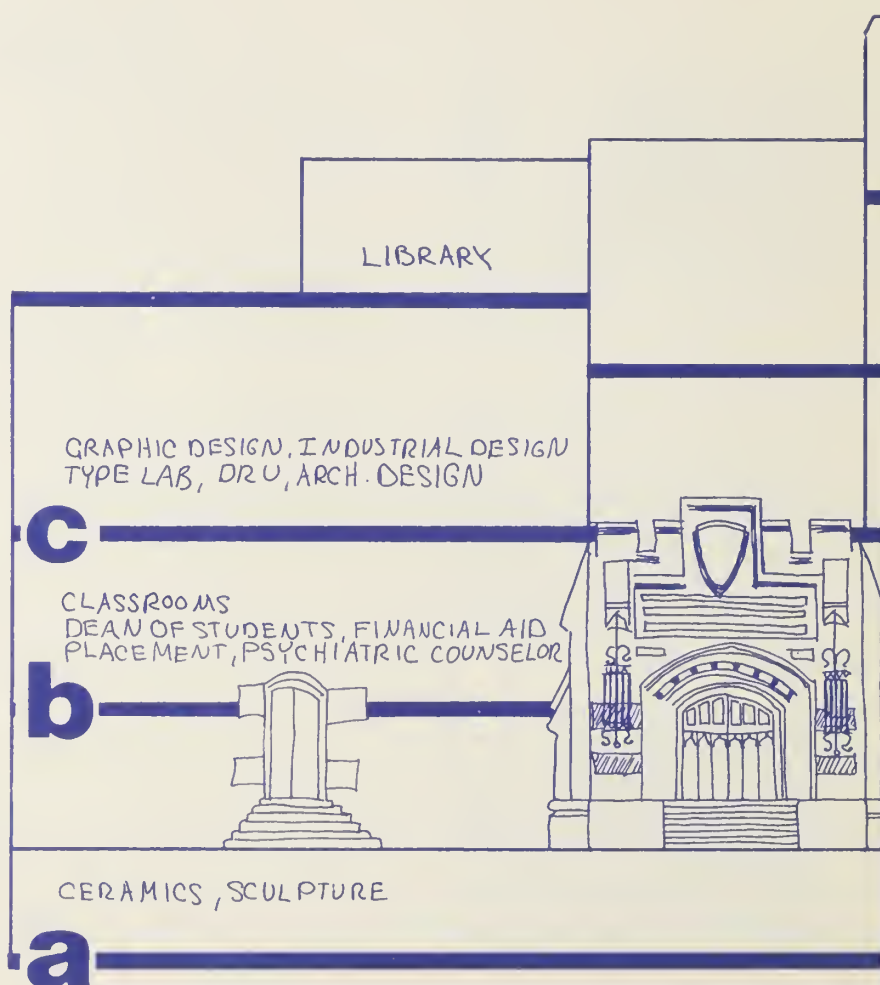 LIBRARY
GRAPHIC DESIGN, INDUSTRIAL DESIGN
TYPE LAB, DRU, ARCH. DESIGN
c
CLASSROOMS
DEAN OF STUDENTS, FINANCIAL AID
PLACEMENT, PSYCHIATRIC COUNSELOR
b
CERAMICS, SCULPTURE
a